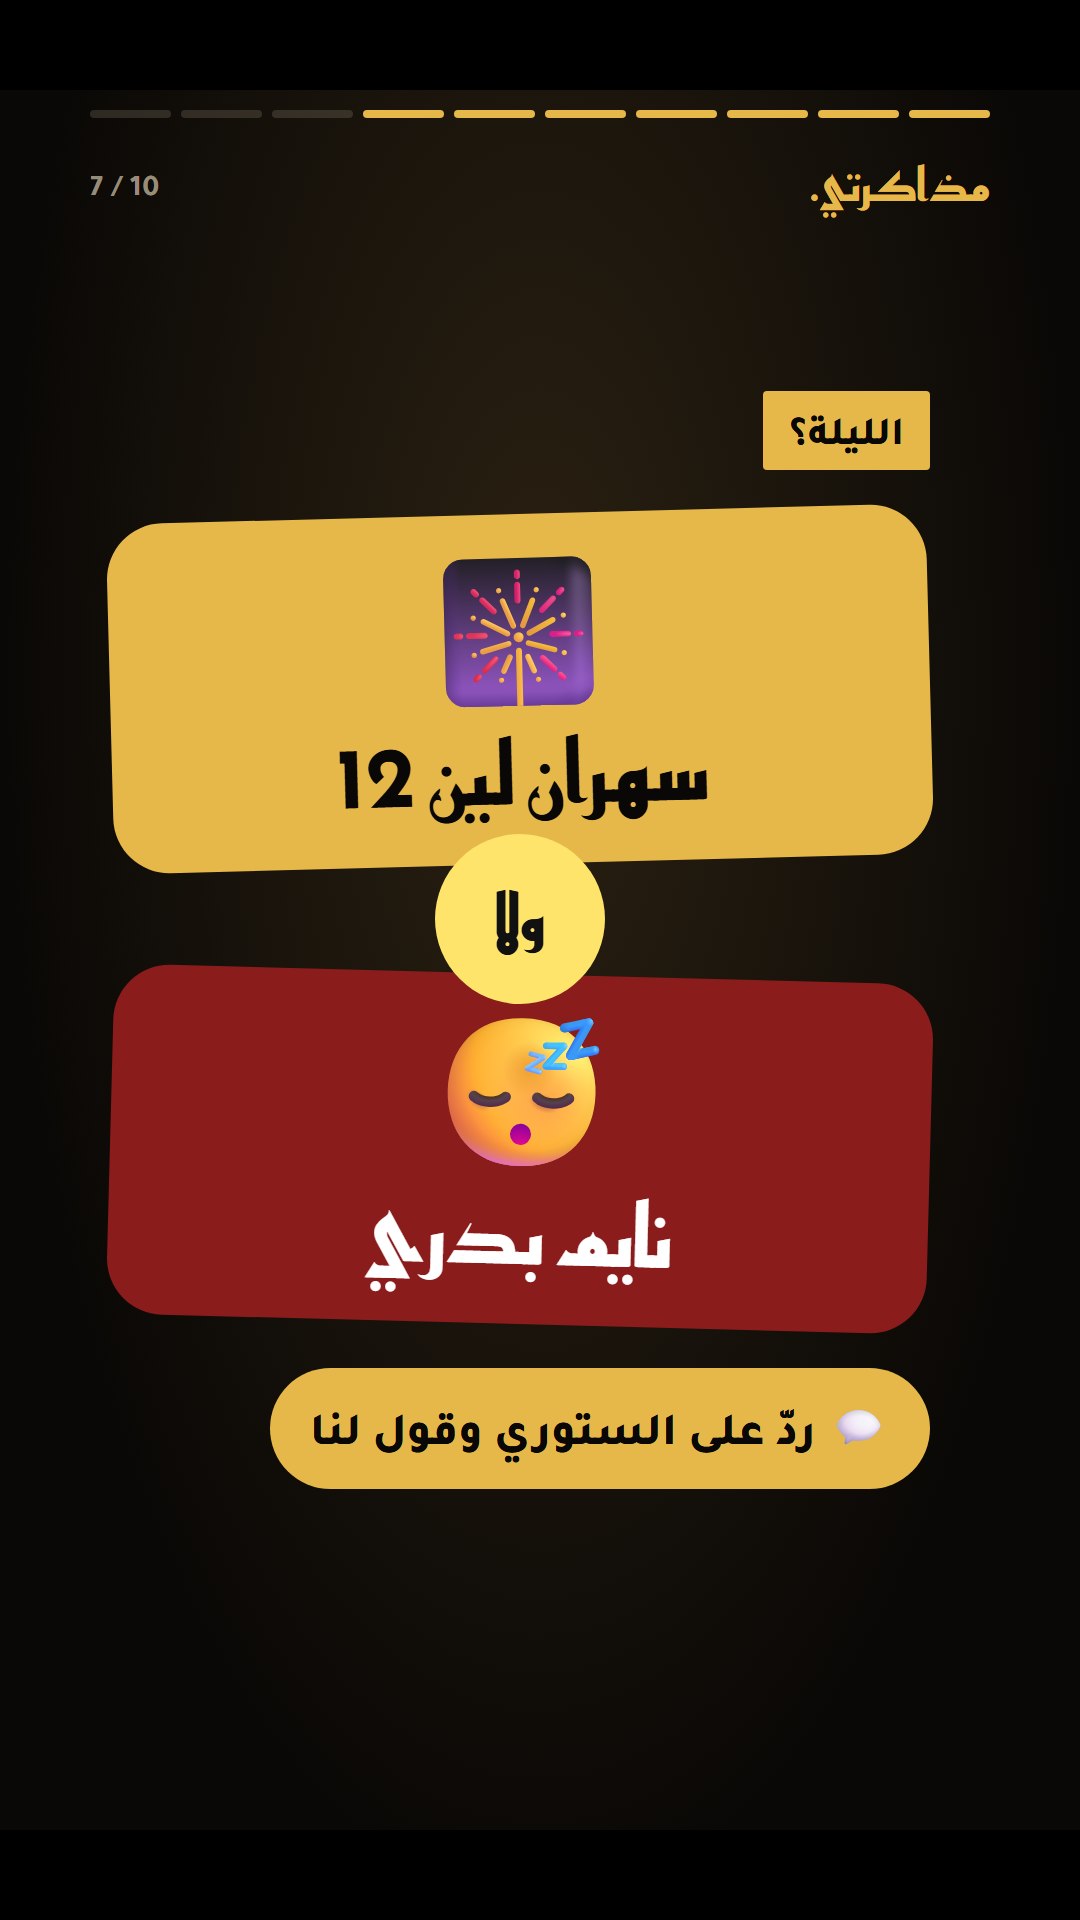 مذاكرتي.
7 / 10
الليلة؟
سهران لين 12
ولا
نايم بدري
ردّ على الستوري وقول لنا